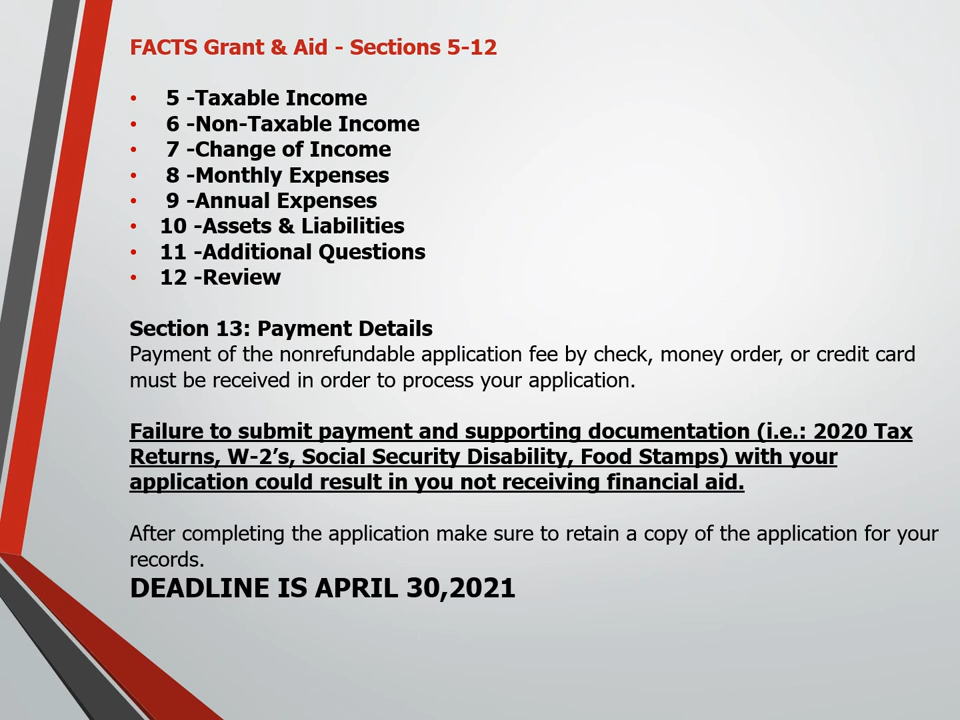 FACTS Grant & Aid - Sections 5-12
• 5 -Taxable Income
• 6 -Non-Taxable Income
• 7 -Change of Income
• 8 -Monthly Expenses
• 9 -Annual Expenses
• 10 -Assets & Liabilities
• 11 -Additional Questions
• 12 -Review
Section 13: Payment Details
Payment of the nonrefundable application fee by check, money order, or credit card
must be received in order to process your application.
Failure to submit payment and supporting documentation (i.e.: 2020 Tax
Returns, W-2’s, Social Security Disability, Food Stamps) with your
application could result in you not receiving financial aid.
After completing the application make sure to retain a copy of the application for your
records.
DEADLINE IS APRIL 30,2021